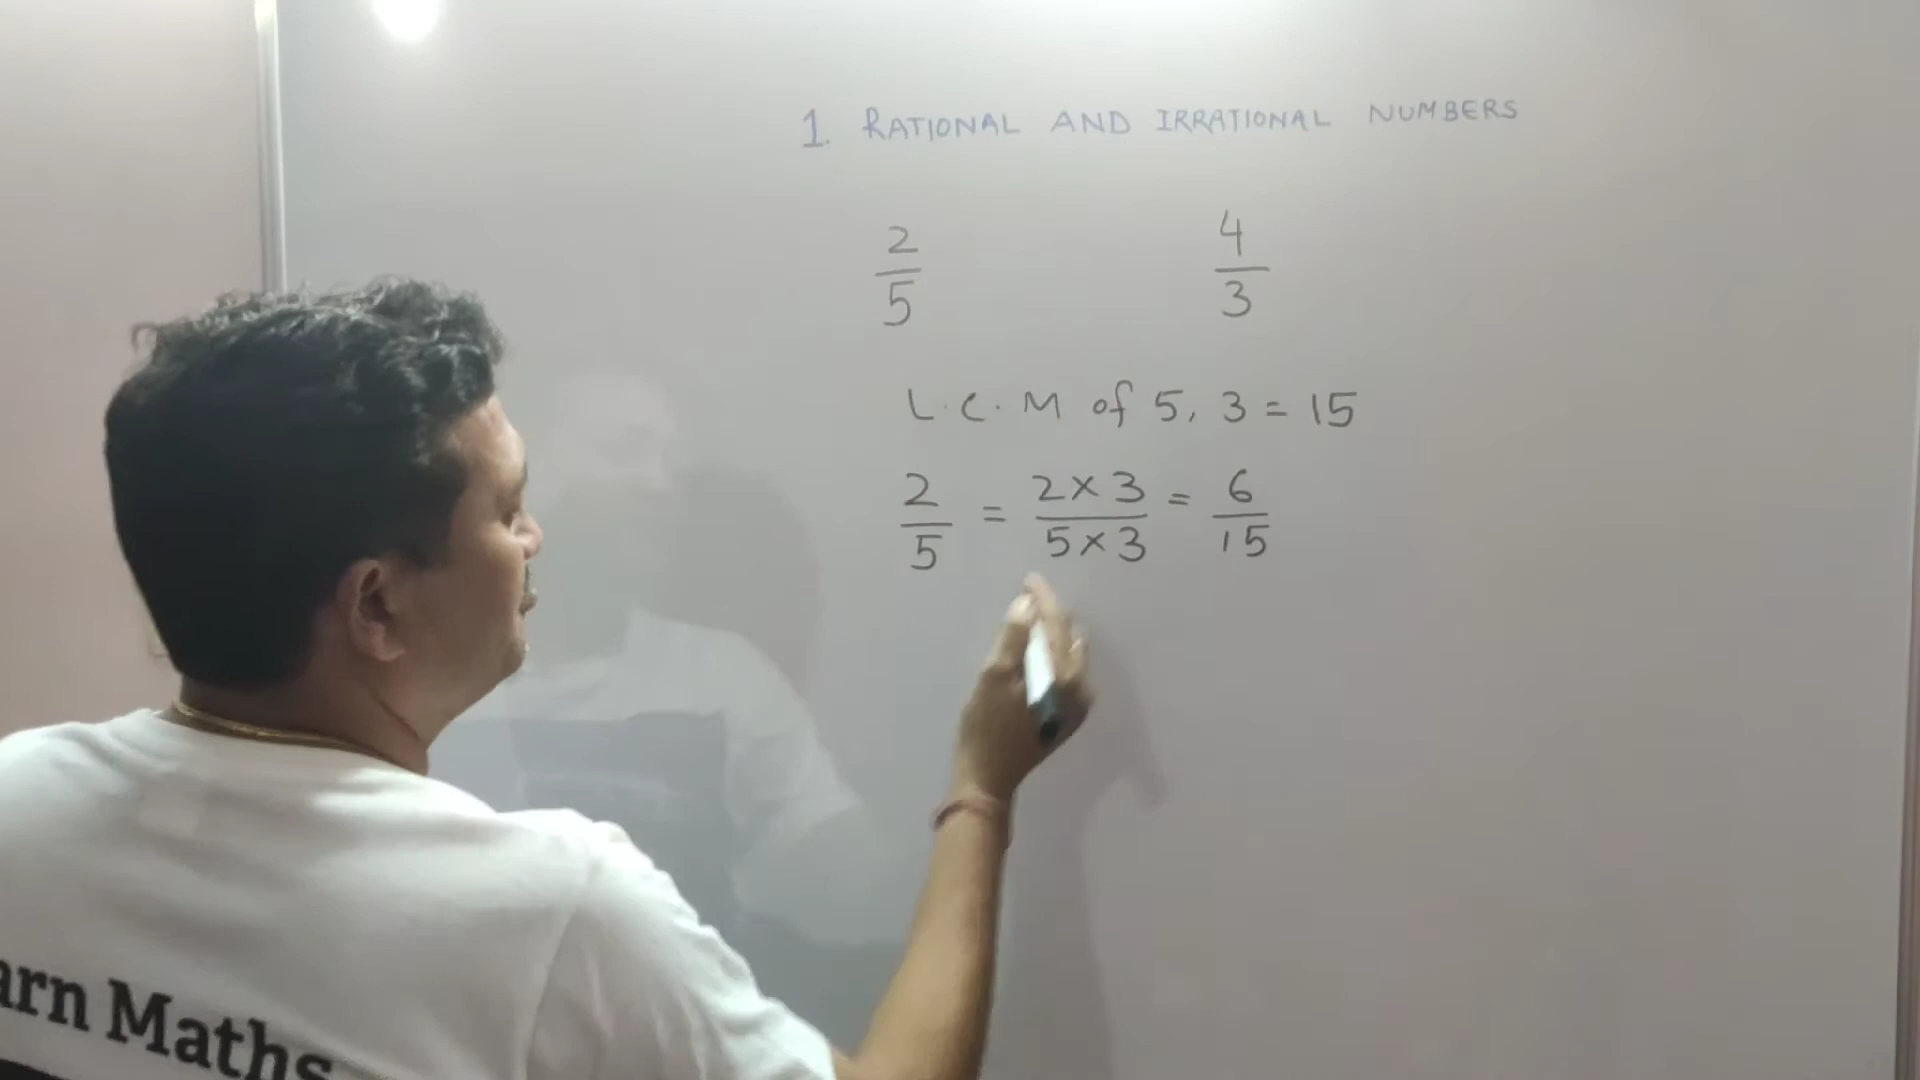 1. RATIONAL AND IRRATIONAL NUMBERS
2/5 4/3
L.C.M of 5, 3 = 15
2/5 = 2×3/5×3 = 6/15
Maths